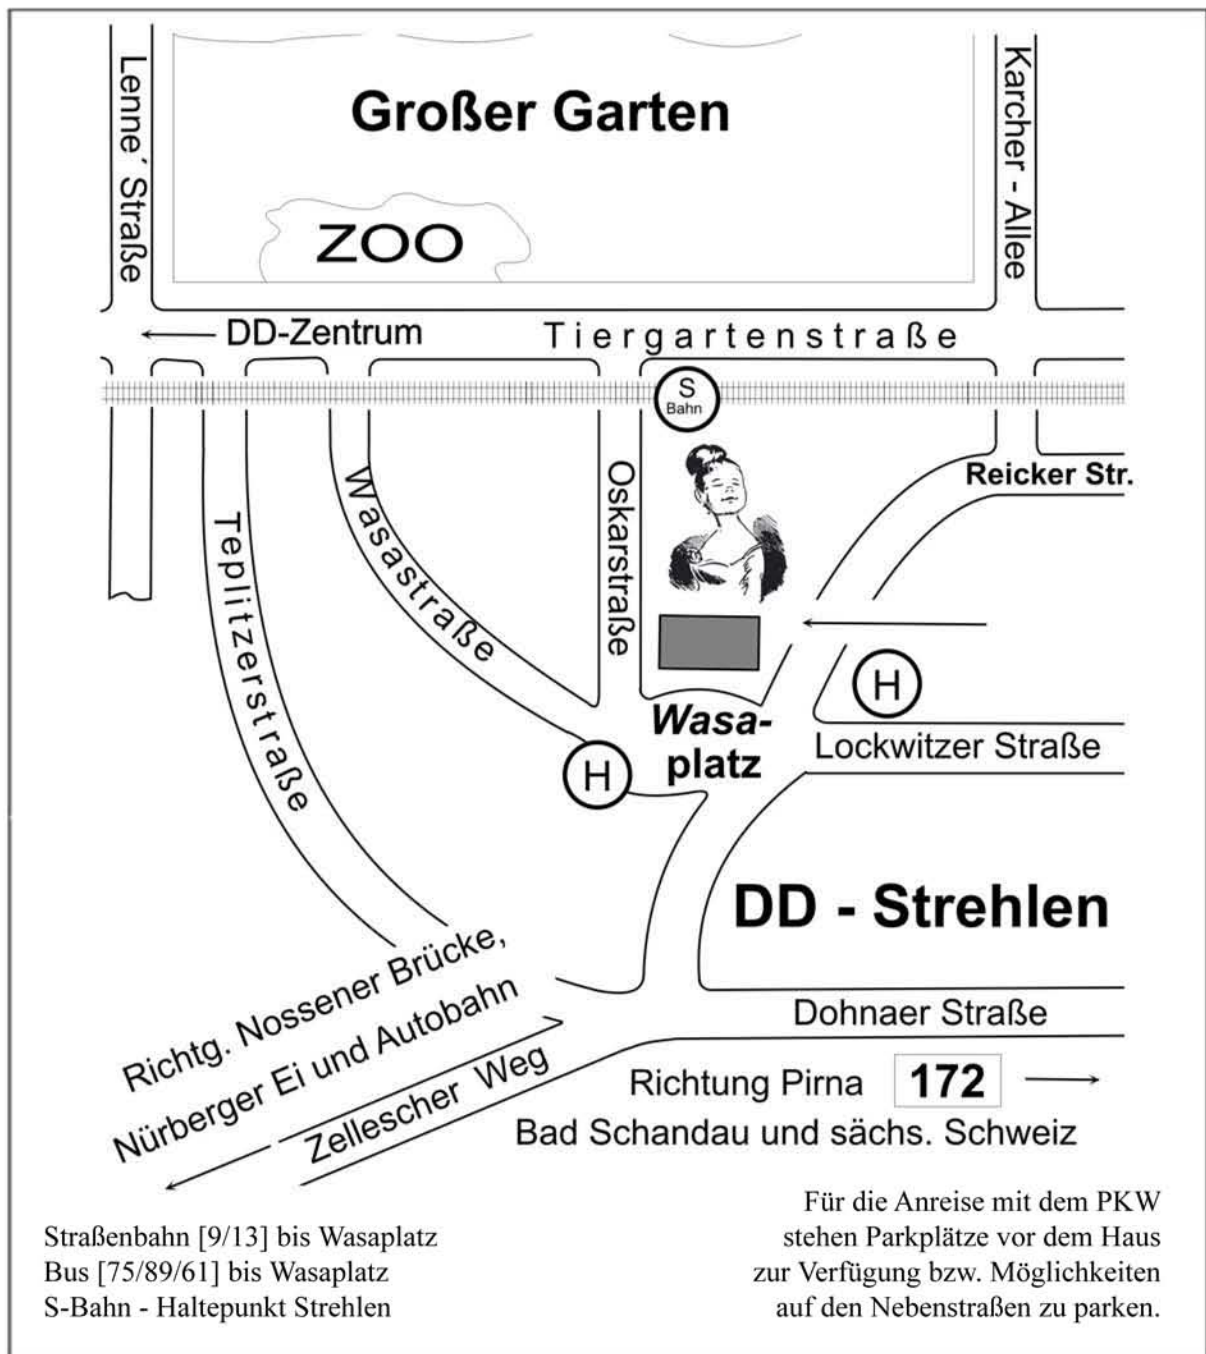 Lenne´ Straße
Großer Garten
Karcher - Allee
ZOO
DD-Zentrum
Tiergartenstraße
S
Bahn
Reicker Str.
Oskarstraße
Wasastraße
Teplitzerstraße
H
Wasa-
platz
Lockwitzer Straße
H
DD - Strehlen
Richtg. Nossener Brücke,
Nürberger Ei und Autobahn
Zellescher Weg
Dohnaer Straße
Richtung Pirna 172
Bad Schandau und sächs. Schweiz
Straßenbahn [9/13] bis Wasaplatz
Bus [75/89/61] bis Wasaplatz
S-Bahn - Haltepunkt Strehlen
Für die Anreise mit dem PKW
stehen Parkplätze vor dem Haus
zur Verfügung bzw. Möglichkeiten
auf den Nebenstraßen zu parken.